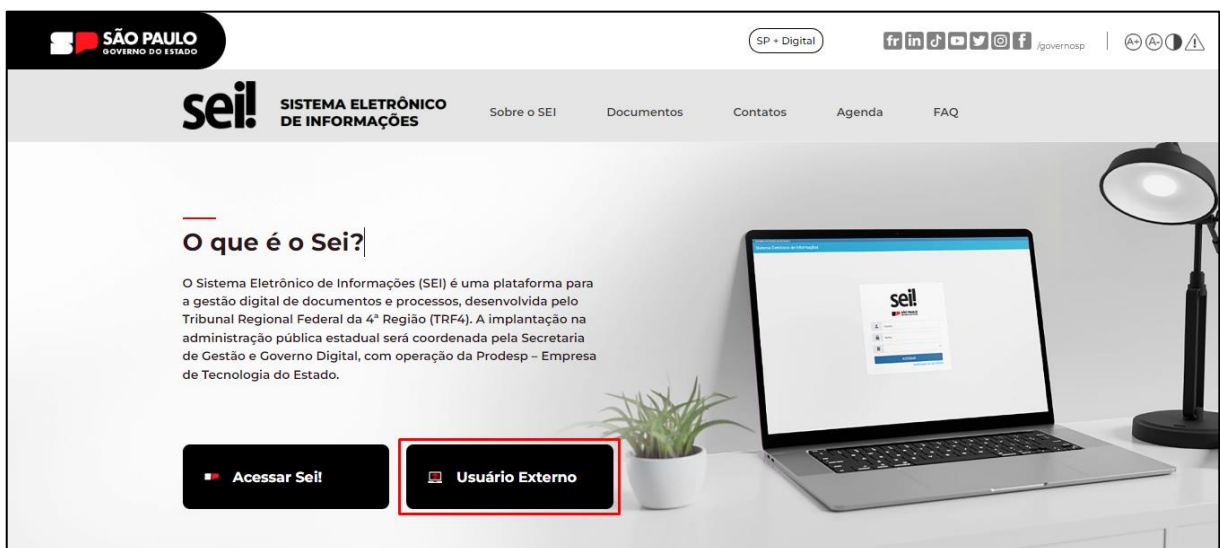 SÃO PAULO
GOVERNO DO ESTADO
SP + Digital
/governosp
A+ A-
sei!
SISTEMA ELETRÔNICO
DE INFORMAÇÕES
Sobre o SEI
Documentos
Contatos
Agenda
FAQ
O que é o Sei?
O Sistema Eletrônico de Informações (SEI) é uma plataforma para
a gestão digital de documentos e processos, desenvolvida pelo
Tribunal Regional Federal da 4ª Região (TRF4). A implantação na
administração pública estadual será coordenada pela Secretaria
de Gestão e Governo Digital, com operação da Prodesp – Empresa
de Tecnologia do Estado.
sei!
Acessar Sei!
Usuário Externo